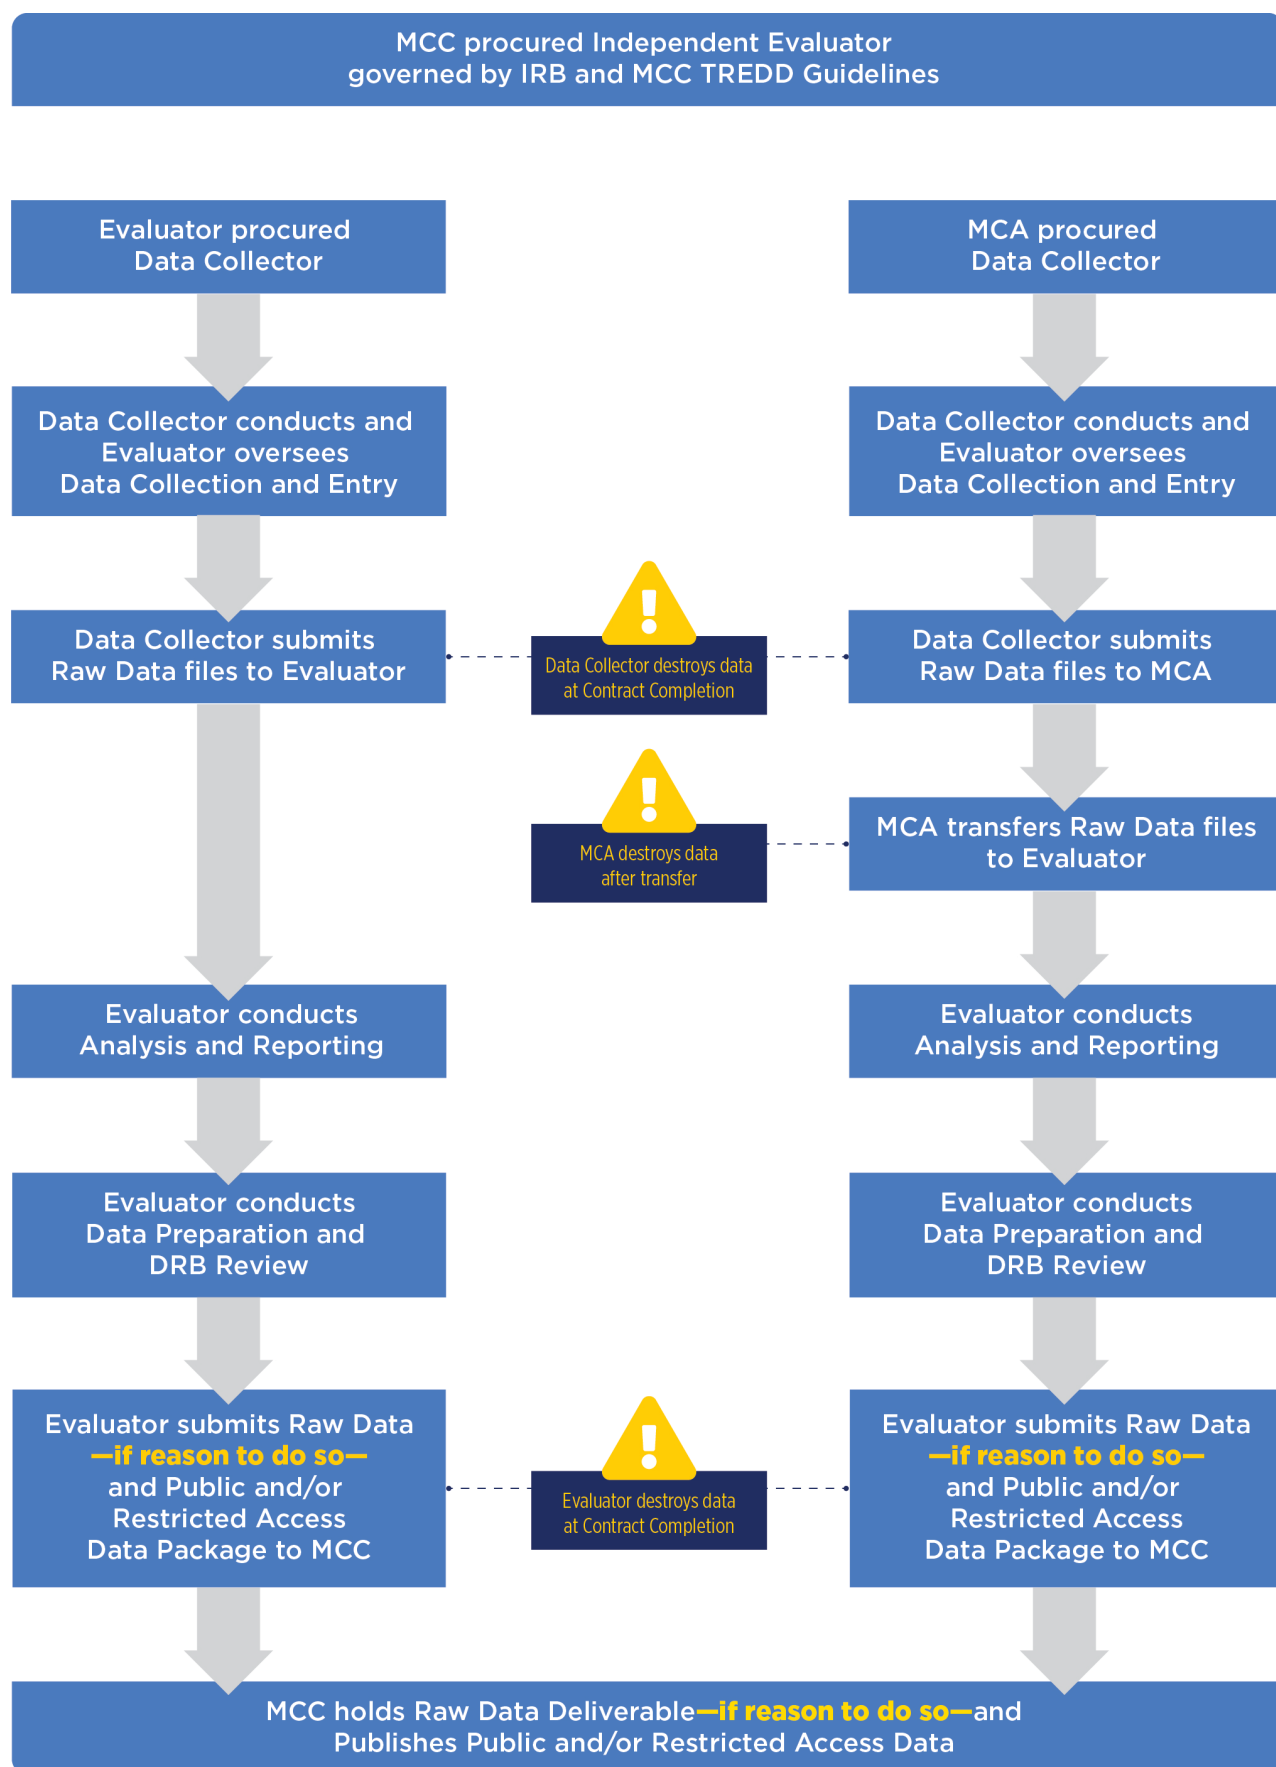 MCC procured Independent Evaluator
governed by IRB and MCC TREDD Guidelines
Evaluator procured
Data Collector
MCA procured
Data Collector
Data Collector conducts and
Evaluator oversees
Data Collection and Entry
Data Collector conducts and
Evaluator oversees
Data Collection and Entry
Data Collector submits
Raw Data files to Evaluator
Data Collector destroys data
at Contract Completion
Data Collector submits
Raw Data files to MCA
MCA destroys data
after transfer
MCA transfers Raw Data files
to Evaluator
Evaluator conducts
Analysis and Reporting
Evaluator conducts
Analysis and Reporting
Evaluator conducts
Data Preparation and
DRB Review
Evaluator conducts
Data Preparation and
DRB Review
Evaluator submits Raw Data
—if reason to do so—
and Public and/or
Restricted Access
Data Package to MCC
Evaluator destroys data
at Contract Completion
Evaluator submits Raw Data
—if reason to do so—
and Public and/or
Restricted Access
Data Package to MCC
MCC holds Raw Data Deliverable—if reason to do so—and
Publishes Public and/or Restricted Access Data